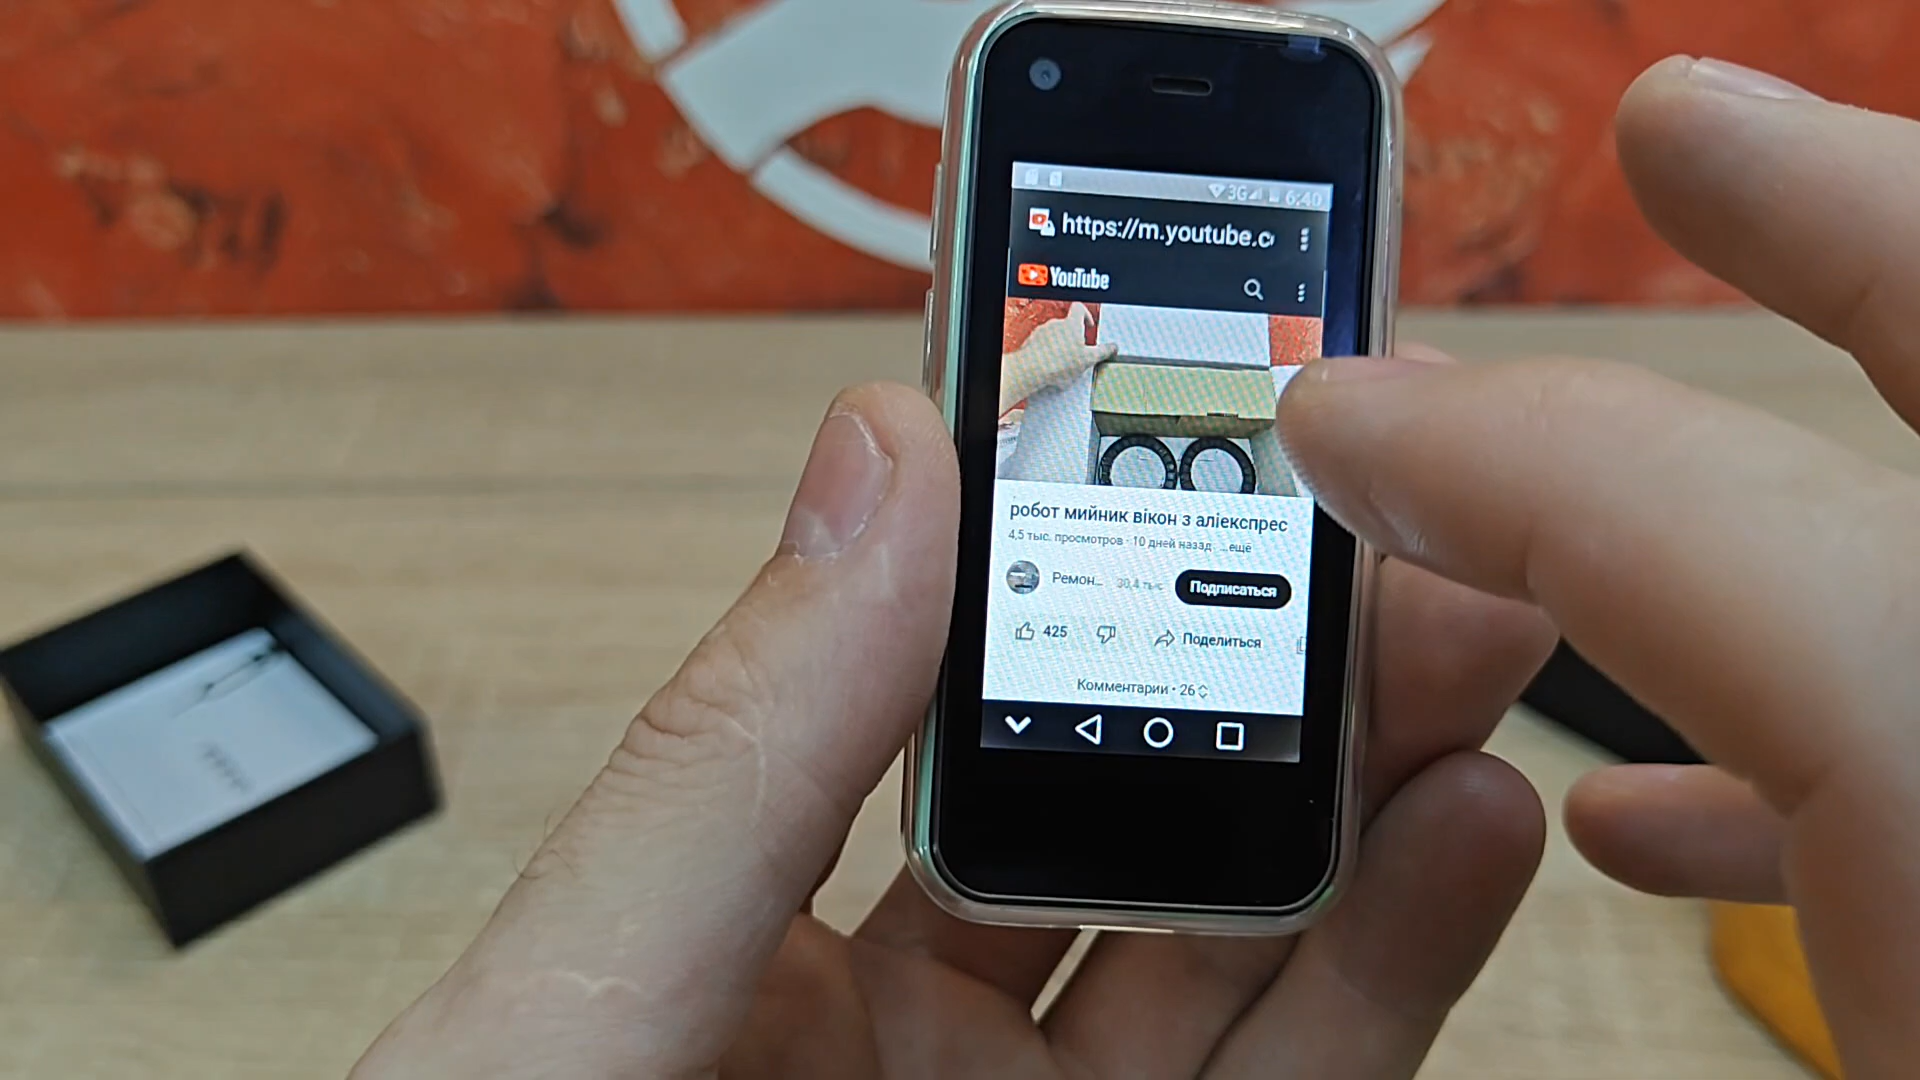 3G 6:40
https://m.youtube.c
YouTube
робот мийник вікон з аліекспрес
4,5 тыс. просмотров · 10 дней назад ...ещё
Ремон... 30,4 тыс. Подписаться
425 Поделиться
Комментарии • 26